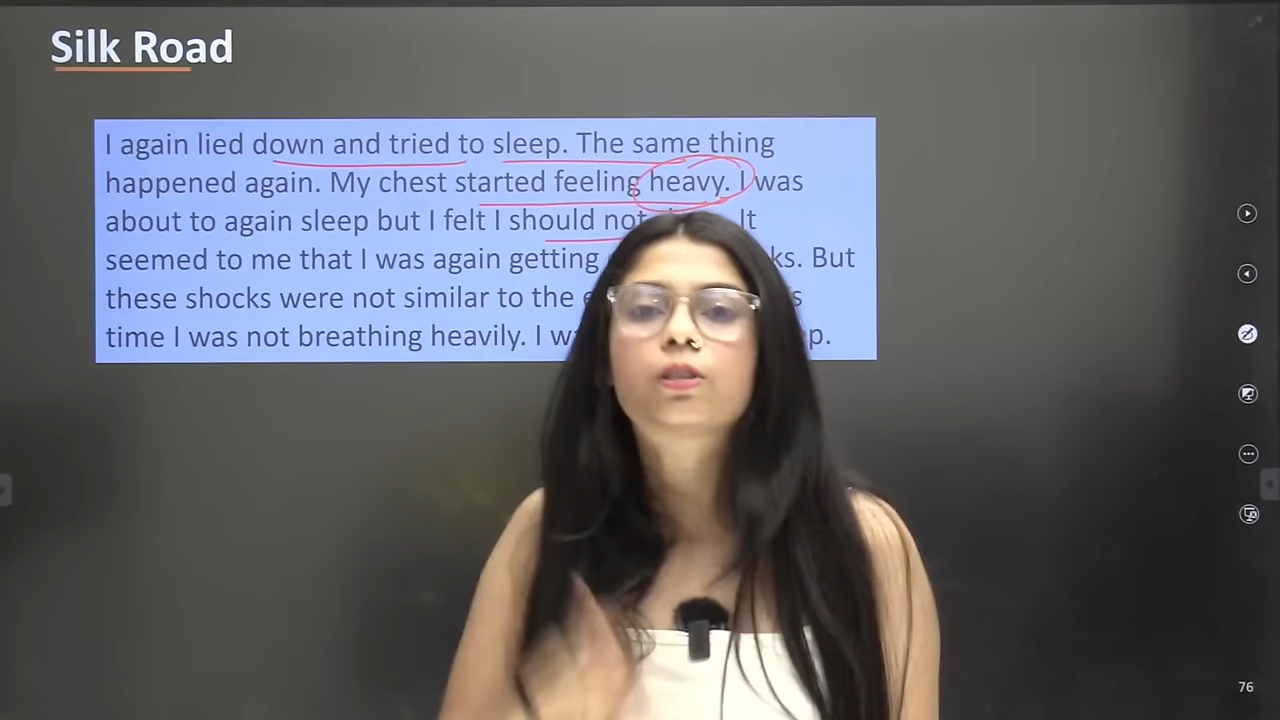 Silk Road
I again lied down and tried to sleep. The same thing
happened again. My chest started feeling heavy. I was
about to again sleep but I felt I should not It
seemed to me that I was again getting But
these shocks were not similar to the
time I was not breathing heavily. I
76